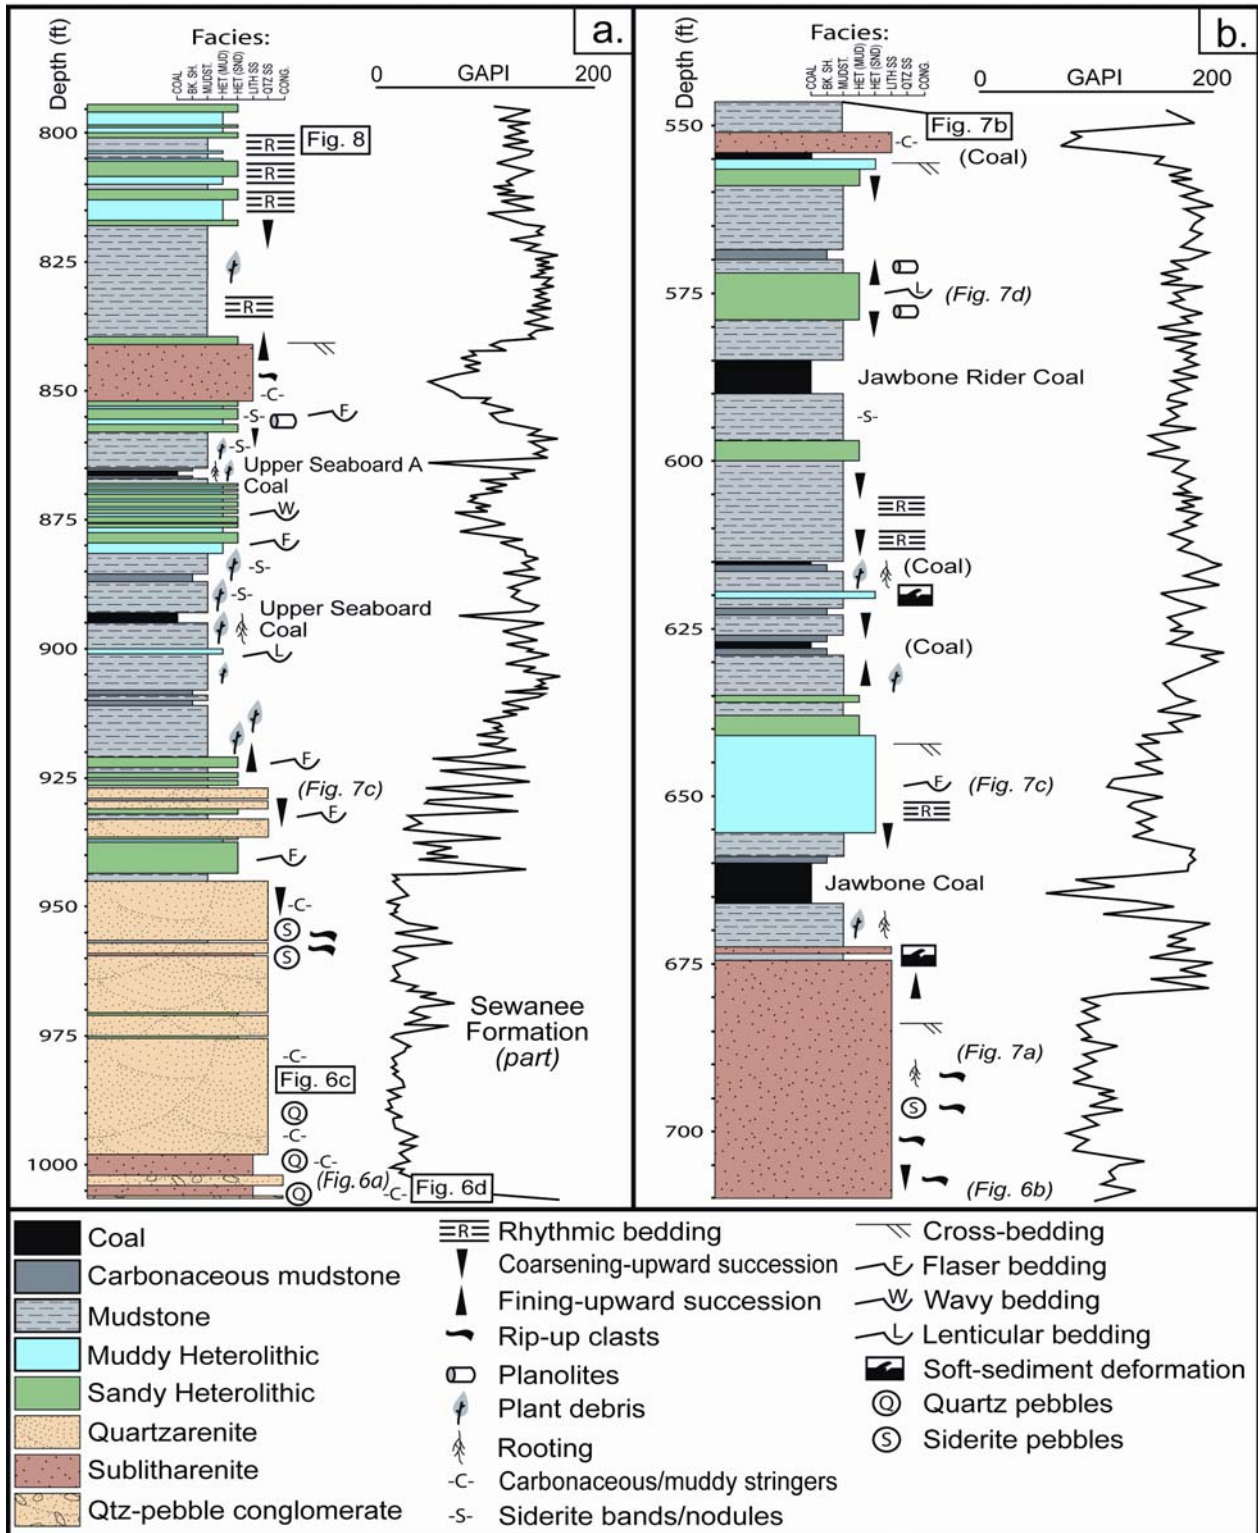 a.
Depth (ft)
Facies:
COAL
BK. SH.
MUDST.
HET (MUD)
HET (SND)
LITH SS
QTZ SS
CONG.
0 GAPI 200
800
R
Fig. 8
R
R
825
R
850
-C-
-S-
F
-S-
Upper Seaboard A
Coal
875
W
F
-S-
-S-
Upper Seaboard
Coal
900
L
F
925
(Fig. 7c)
F
F
950
-C-
S
S
Sewanee
Formation
(part)
975
-C-
Fig. 6c
Q
-C-
1000
Q -C-
(Fig. 6a)
Q
-C-
Fig. 6d
b.
Depth (ft)
Facies:
COAL
BK. SH.
MUDST.
HET (MUD)
HET (SND)
LITH SS
QTZ SS
CONG.
0 GAPI 200
550
Fig. 7b
-C-
(Coal)
575
L
(Fig. 7d)
Jawbone Rider Coal
-S-
600
R
R
(Coal)
625
(Coal)
650
F
(Fig. 7c)
R
Jawbone Coal
675
(Fig. 7a)
S
700
(Fig. 6b)
Coal
Carbonaceous mudstone
Mudstone
Muddy Heterolithic
Sandy Heterolithic
Quartzarenite
Sublitharenite
Qtz-pebble conglomerate
R Rhythmic bedding
Coarsening-upward succession
Fining-upward succession
Rip-up clasts
Planolites
Plant debris
Rooting
-C- Carbonaceous/muddy stringers
-S- Siderite bands/nodules
Cross-bedding
F Flaser bedding
W Wavy bedding
L Lenticular bedding
Soft-sediment deformation
Q Quartz pebbles
S Siderite pebbles